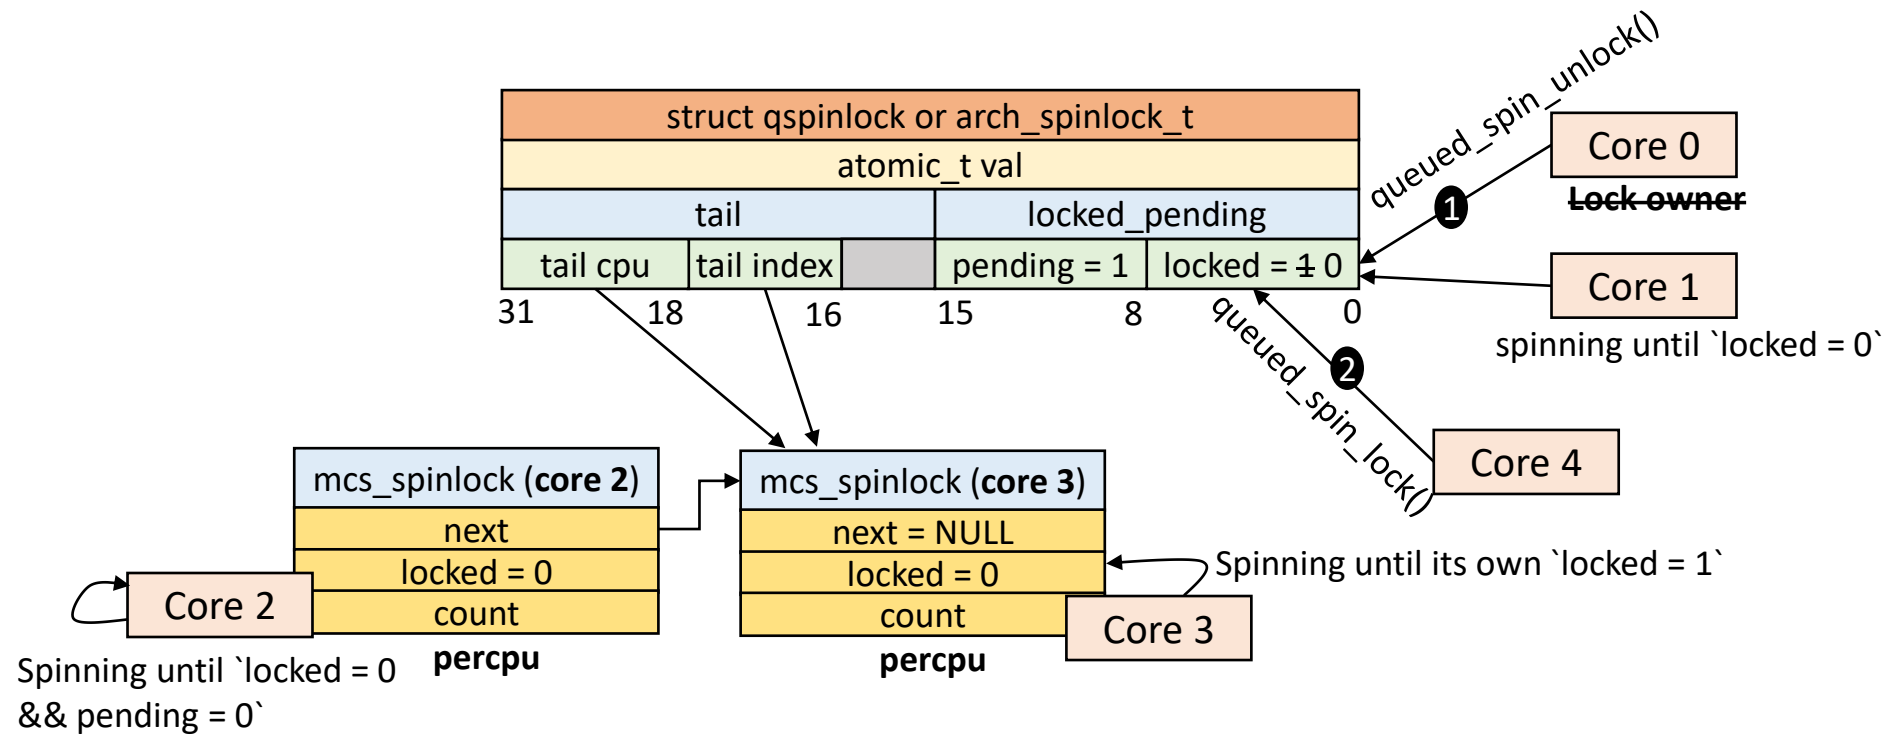 struct qspinlock or arch_spinlock_t
atomic_t val
tail
locked_pending
tail cpu
tail index
pending = 1
locked = 1 0
31
18
16
15
8
0
queued_spin_unlock()
1
Core 0
Lock owner
Core 1
spinning until `locked = 0`
queued_spin_lock()
2
Core 4
mcs_spinlock (core 2)
next
locked = 0
count
percpu
Core 2
Spinning until `locked = 0
&& pending = 0`
mcs_spinlock (core 3)
next = NULL
locked = 0
count
percpu
Core 3
Spinning until its own `locked = 1`